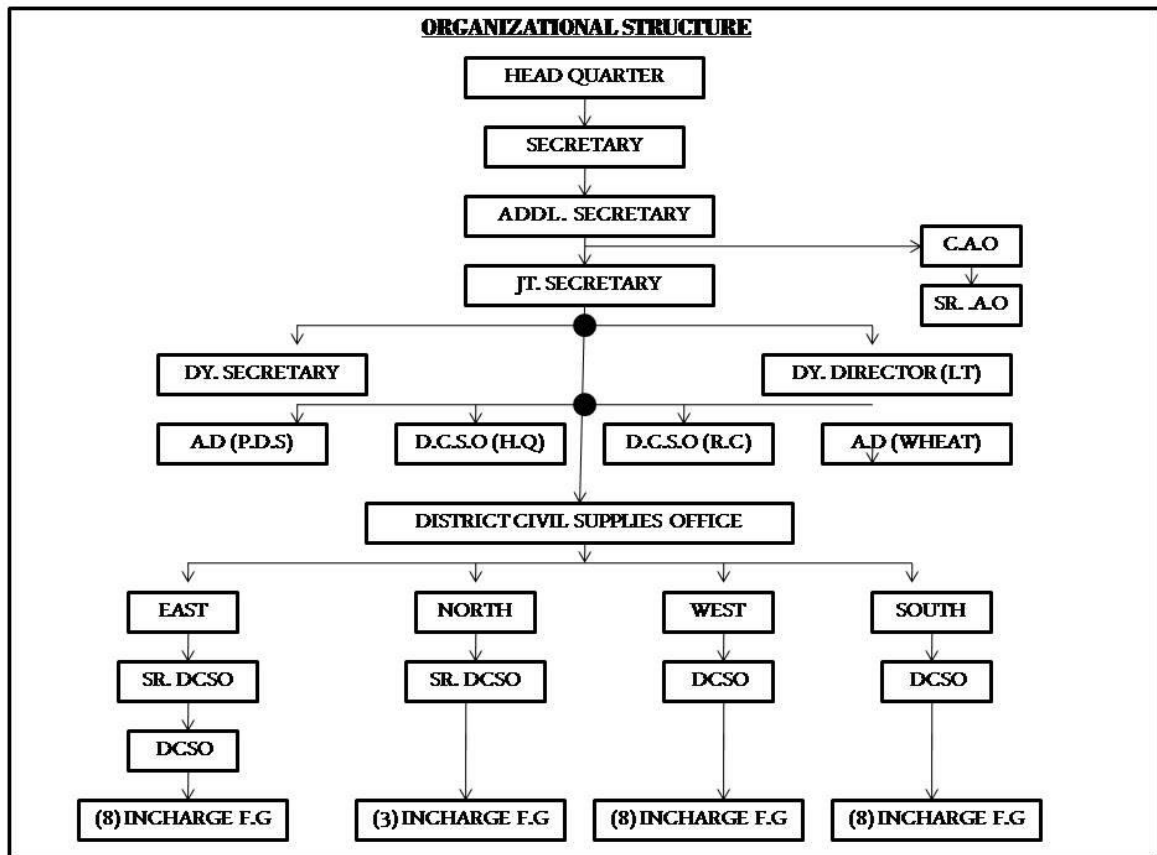 ORGANIZATIONAL STRUCTURE
HEAD QUARTER
SECRETARY
ADDL. SECRETARY
C.A.O
JT. SECRETARY
SR. .A.O
DY. SECRETARY
DY. DIRECTOR (I.T)
A.D (P.D.S)
D.C.S.O (H.Q)
D.C.S.O (R.C)
A.D (WHEAT)
DISTRICT CIVIL SUPPLIES OFFICE
EAST
NORTH
WEST
SOUTH
SR. DCSO
SR. DCSO
DCSO
DCSO
DCSO
(8) INCHARGE F.G
(3) INCHARGE F.G
(8) INCHARGE F.G
(8) INCHARGE F.G